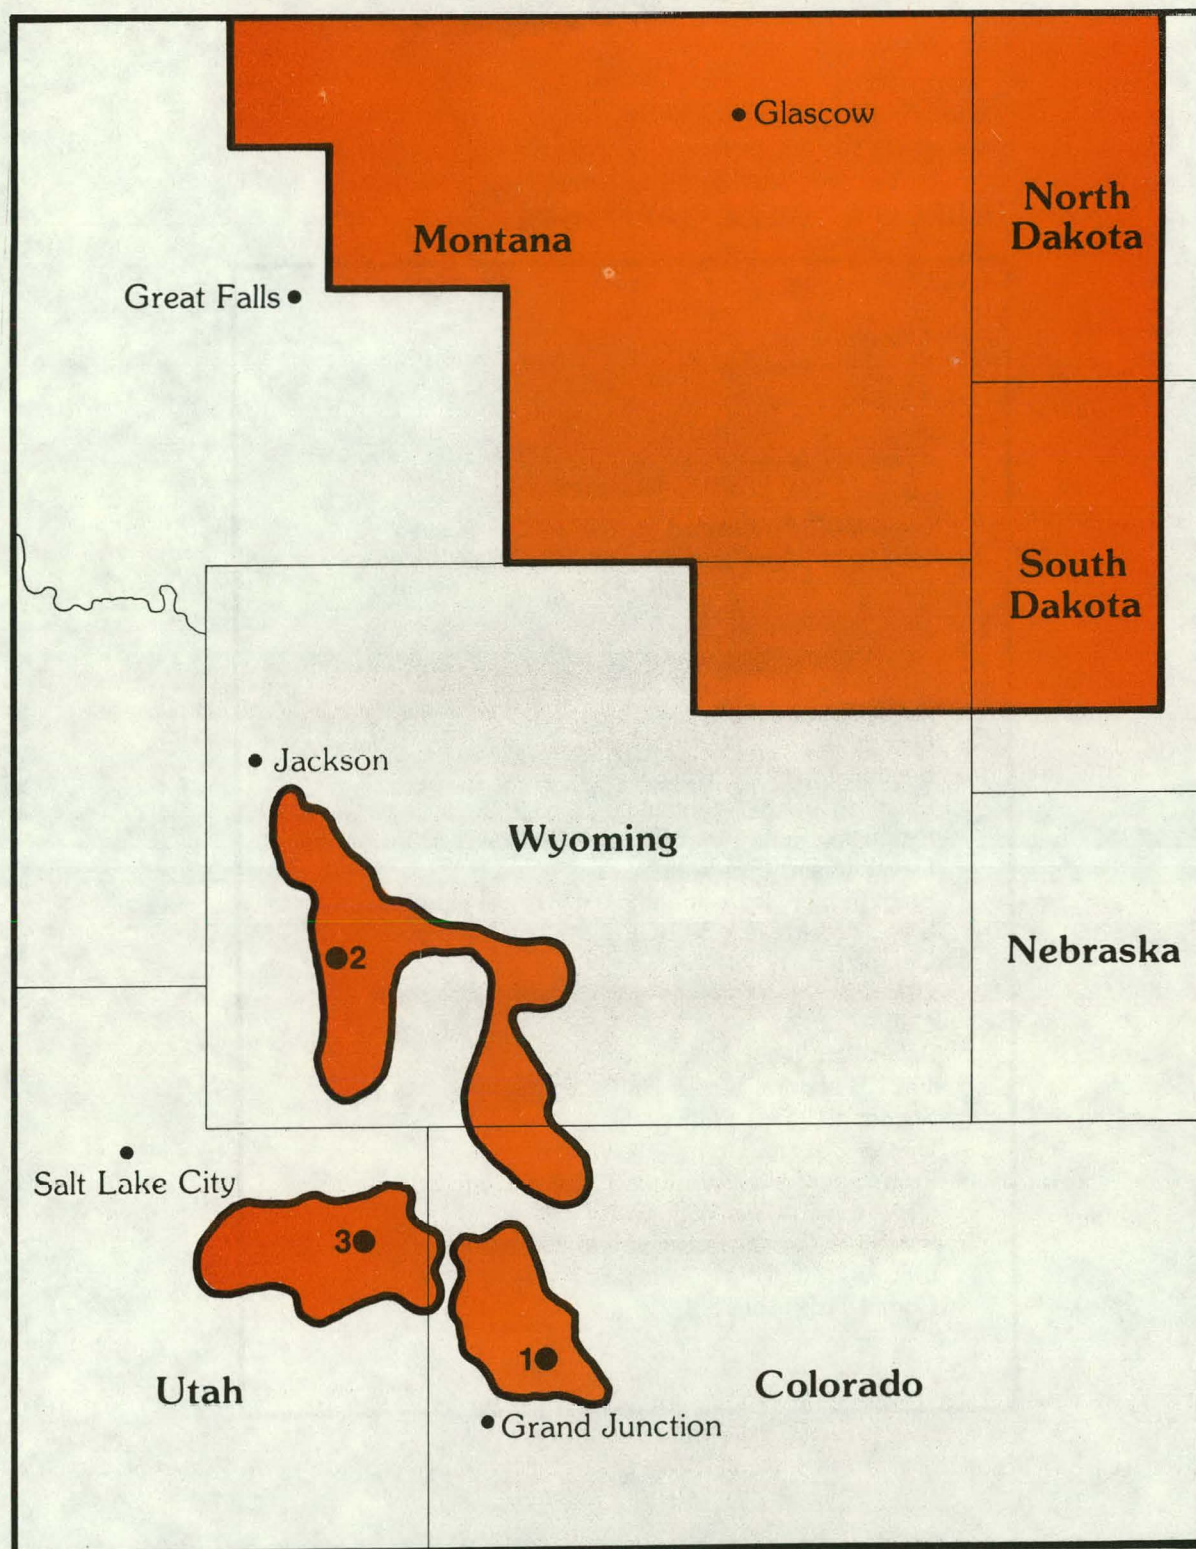 Glascow
North
Dakota
Montana
Great Falls
South
Dakota
Jackson
Wyoming
Nebraska
2
Salt Lake City
3
1
Utah
Colorado
Grand Junction